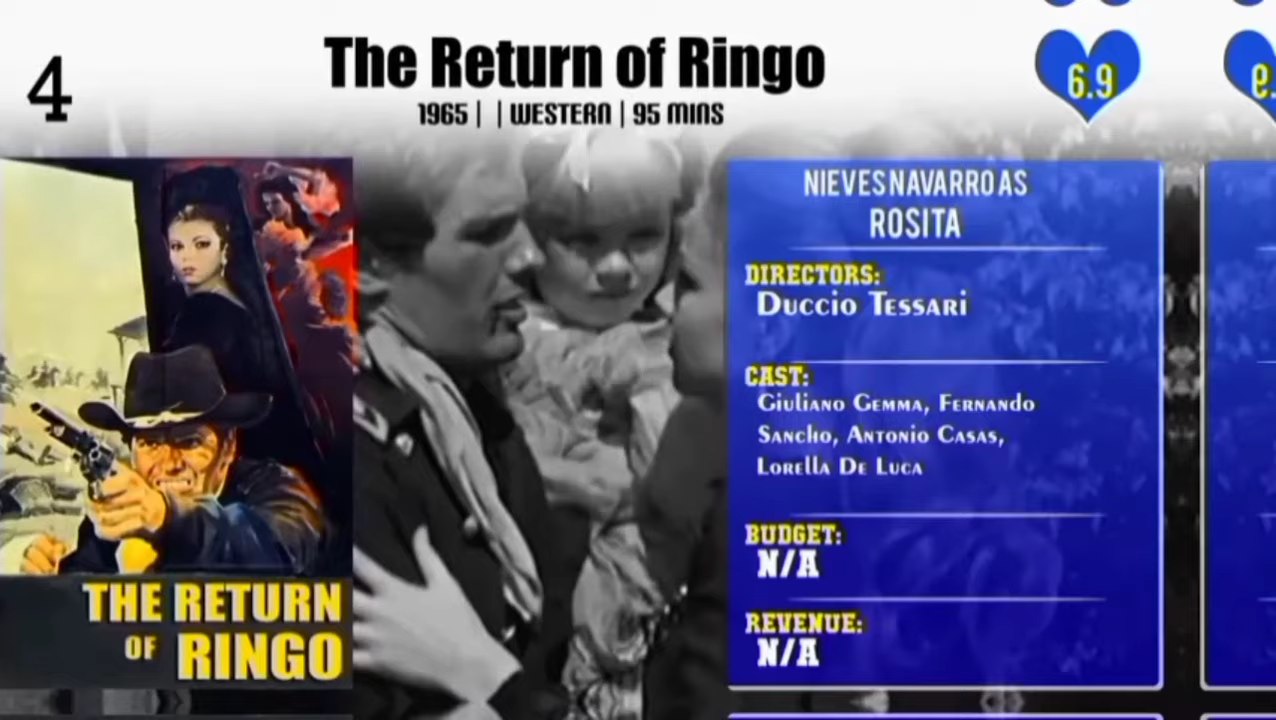 4
The Return of Ringo
1965 | | WESTERN | 95 MINS
6.9
THE RETURN
OF RINGO
NIEVES NAVARRO AS
ROSITA
DIRECTORS:
Duccio Tessari
CAST:
Giuliano Gemma, Fernando
Sancho, Antonio Casas,
Lorella De Luca
BUDGET:
N/A
REVENUE:
N/A